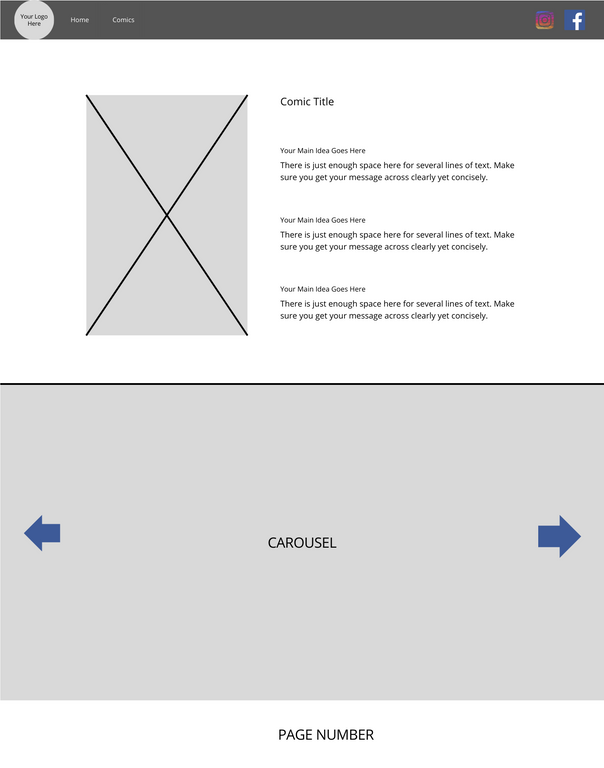 Your Logo
Here
Home
Comics
Comic Title
Your Main Idea Goes Here
There is just enough space here for several lines of text. Make
sure you get your message across clearly yet concisely.
Your Main Idea Goes Here
There is just enough space here for several lines of text. Make
sure you get your message across clearly yet concisely.
Your Main Idea Goes Here
There is just enough space here for several lines of text. Make
sure you get your message across clearly yet concisely.
CAROUSEL
PAGE NUMBER